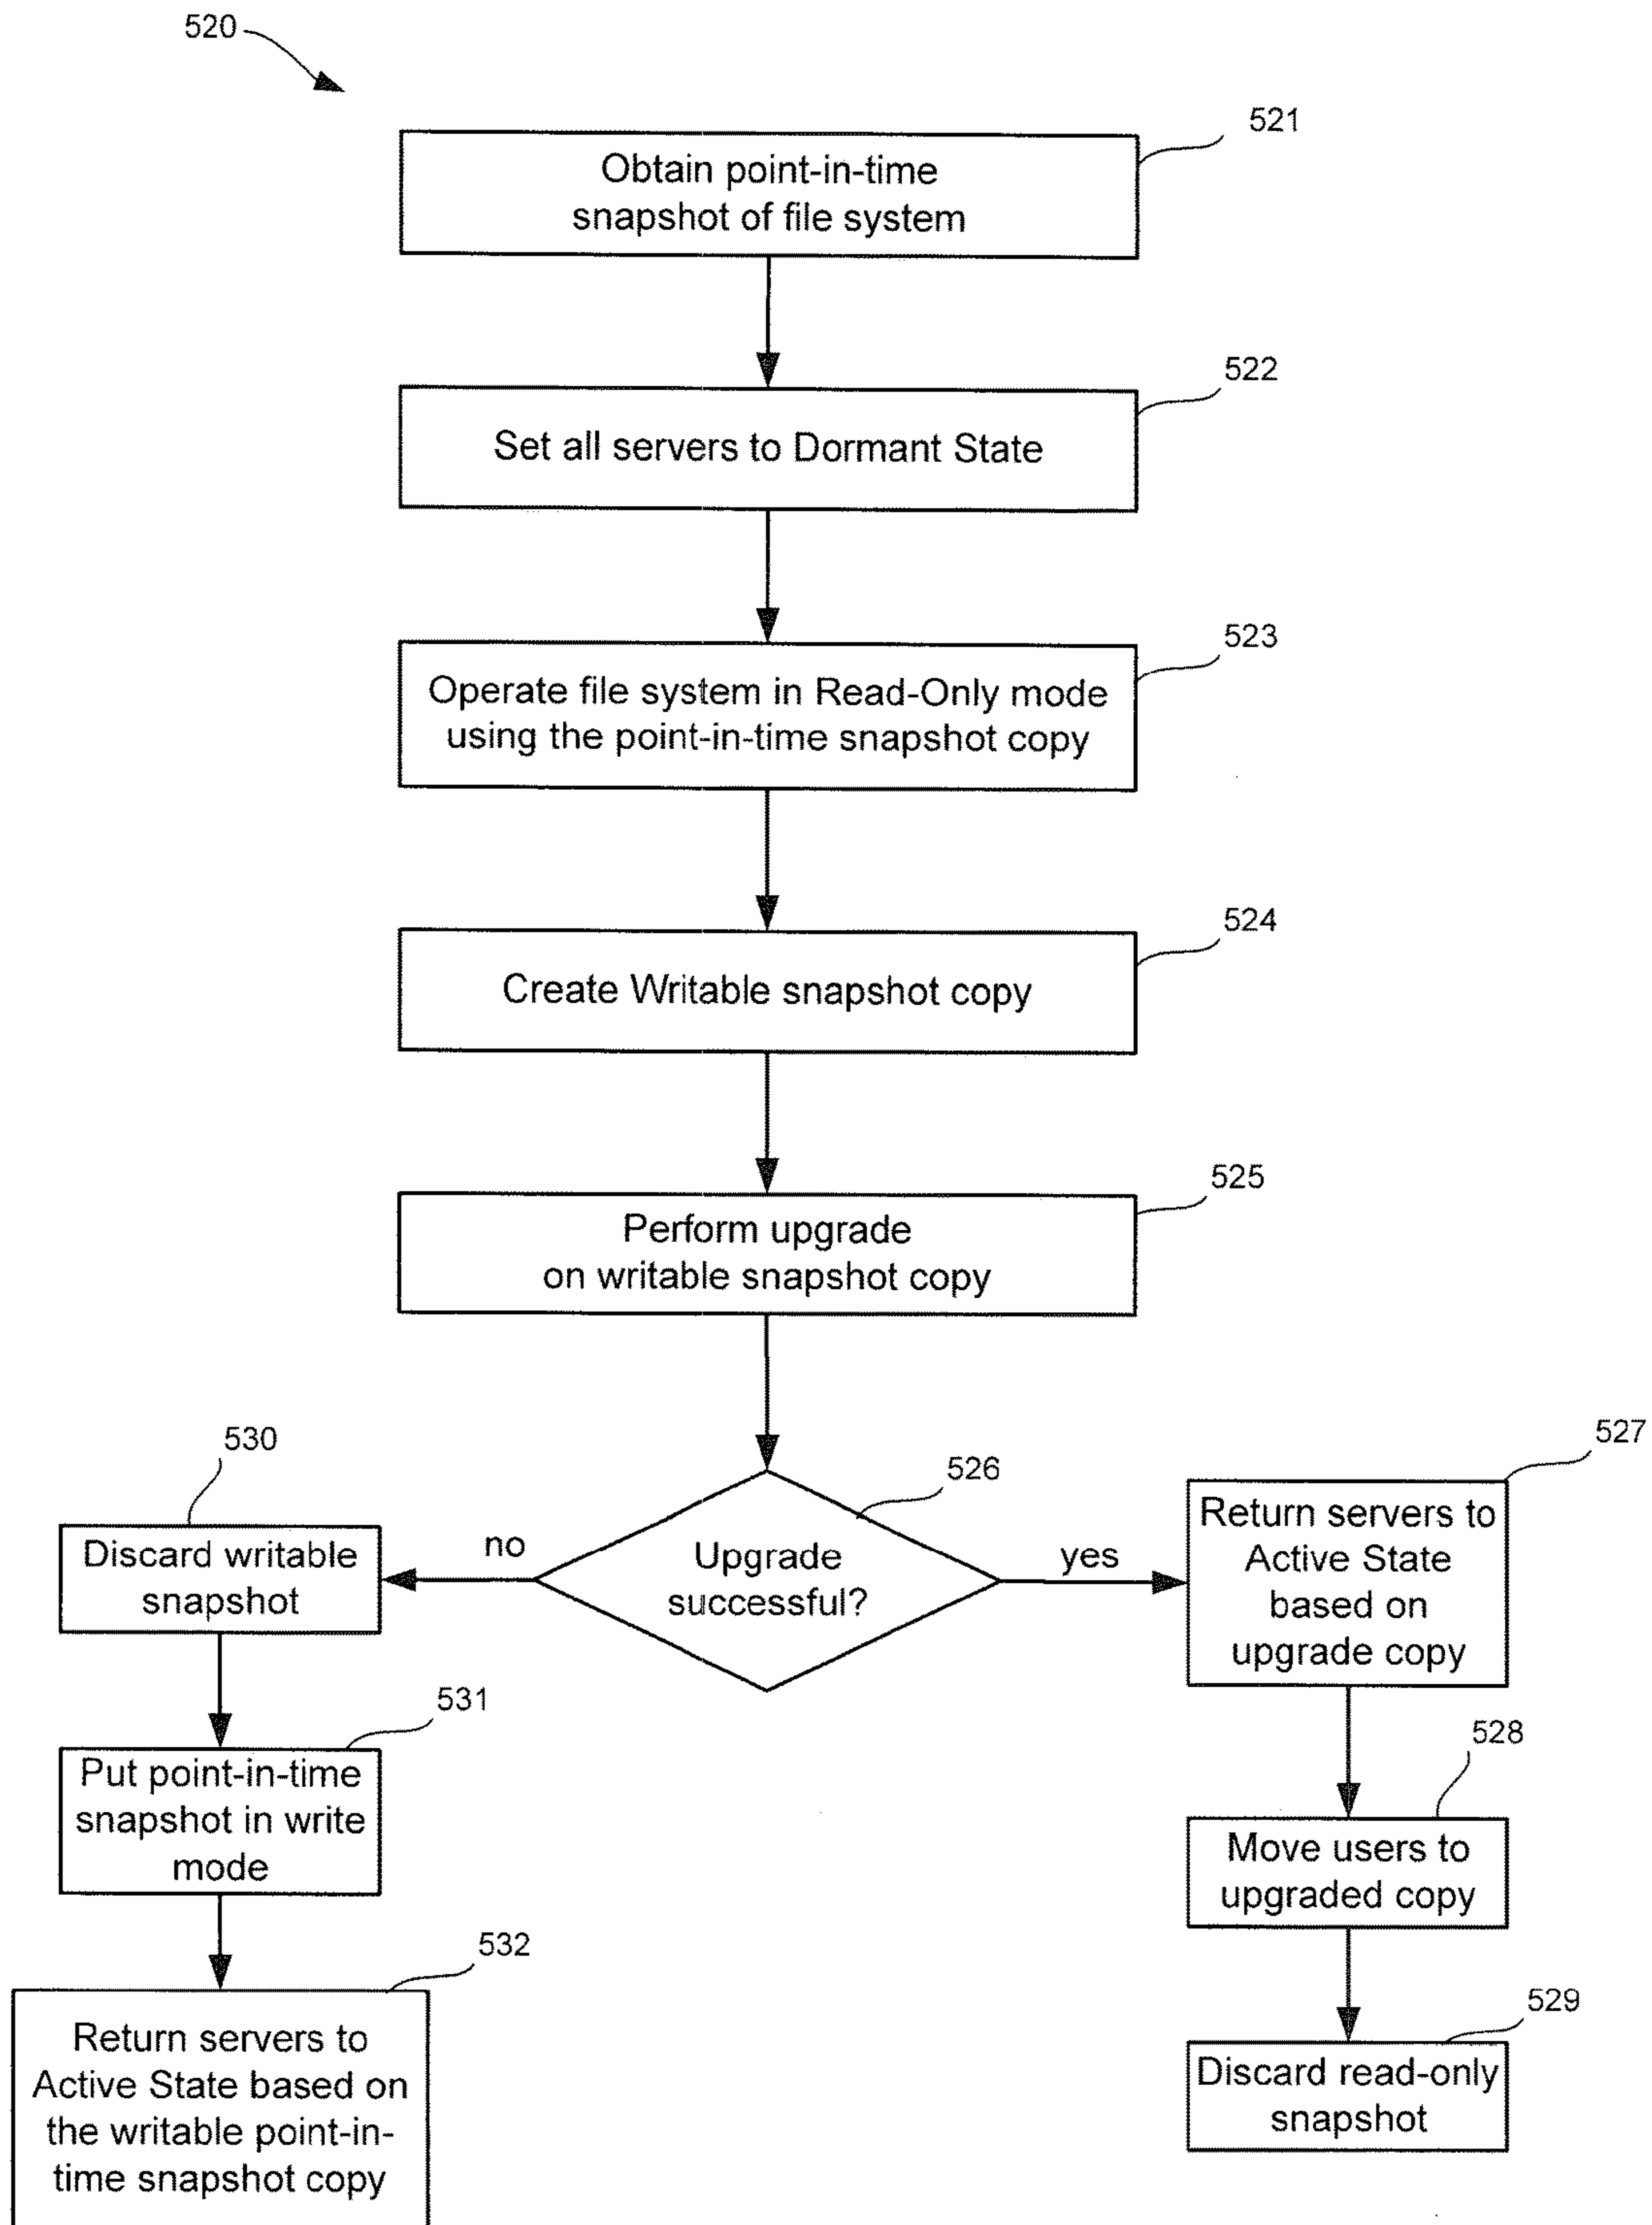 520
521
Obtain point-in-time
snapshot of file system
522
Set all servers to Dormant State
523
Operate file system in Read-Only mode
using the point-in-time snapshot copy
524
Create Writable snapshot copy
525
Perform upgrade
on writable snapshot copy
526
Upgrade
successful?
no
yes
530
Discard writable
snapshot
531
Put point-in-time
snapshot in write
mode
532
Return servers to
Active State based on
the writable point-in-
time snapshot copy
527
Return servers to
Active State
based on
upgrade copy
528
Move users to
upgraded copy
529
Discard read-only
snapshot